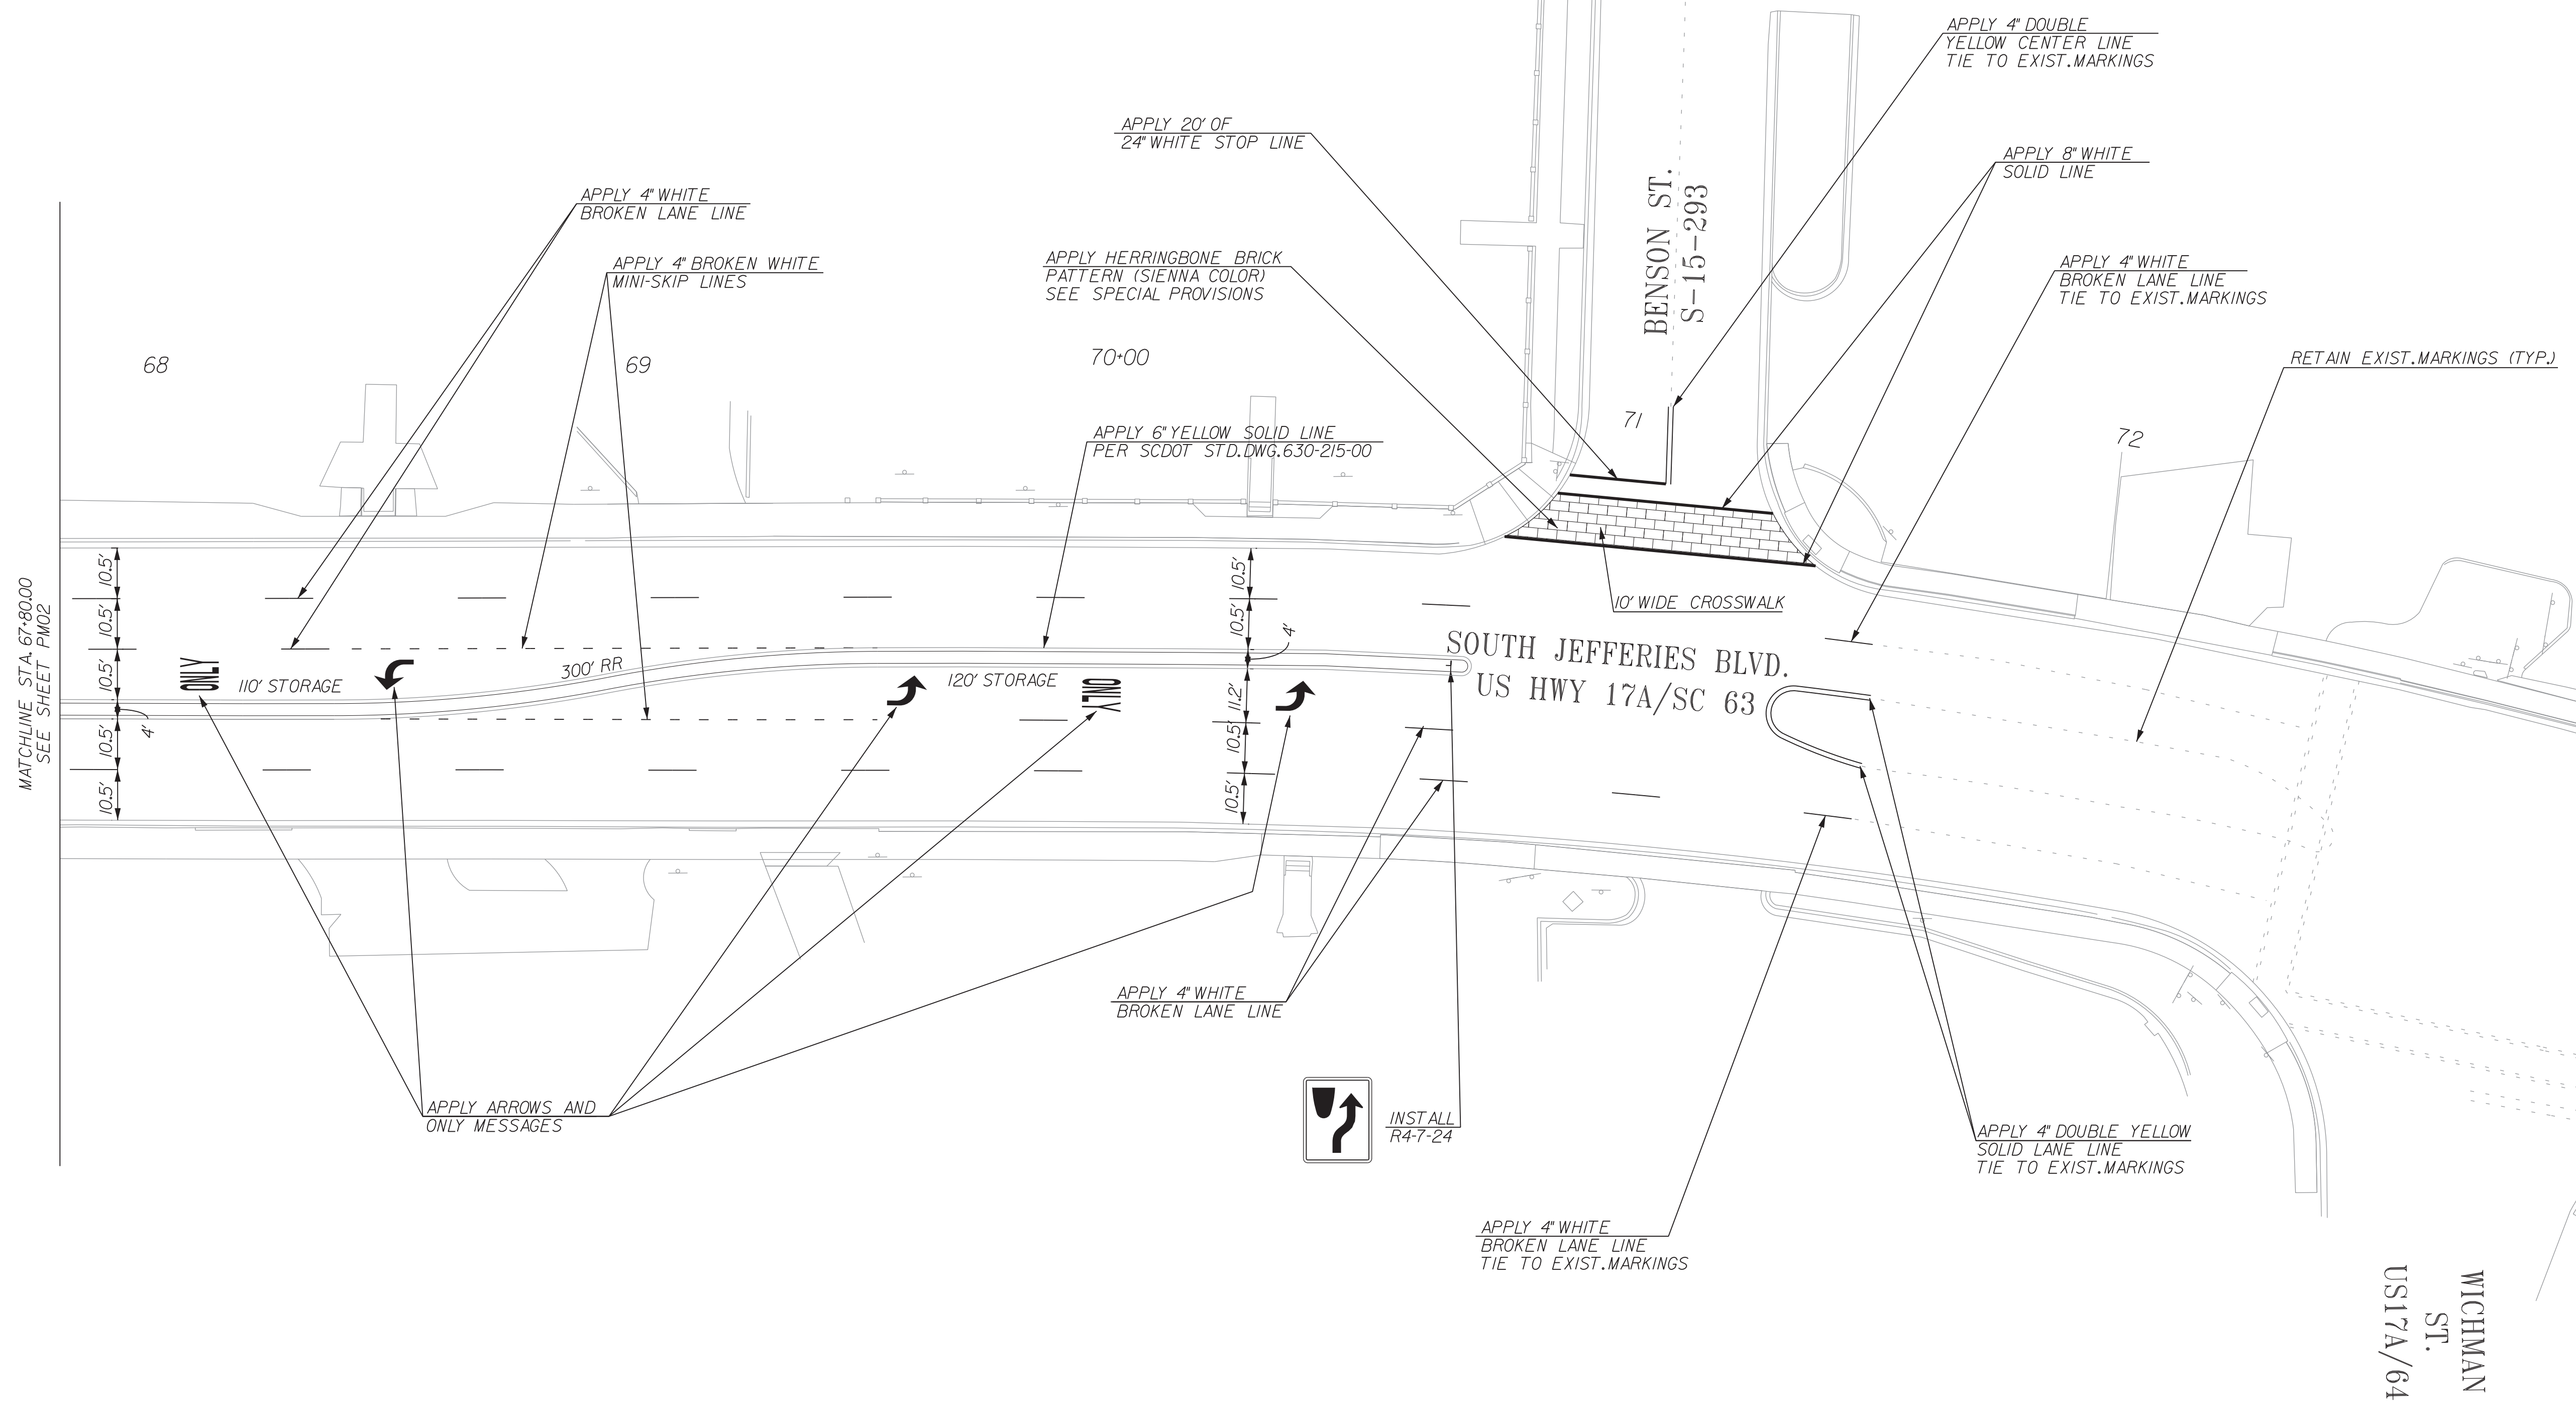 APPLY 4" DOUBLE
YELLOW CENTER LINE
TIE TO EXIST. MARKINGS
APPLY 20' OF
24" WHITE STOP LINE
APPLY 8" WHITE
SOLID LINE
APPLY 4" WHITE
BROKEN LANE LINE
APPLY 4" BROKEN WHITE
MINI-SKIP LINES
APPLY HERRINGBONE BRICK
PATTERN (SIENNA COLOR)
SEE SPECIAL PROVISIONS
BENSON ST.
S-15-293
APPLY 4" WHITE
BROKEN LANE LINE
TIE TO EXIST. MARKINGS
RETAIN EXIST. MARKINGS (TYP.)
68
69
70+00
71
72
APPLY 6" YELLOW SOLID LINE
PER SCDOT STD. DWG. 630-215-00
MATCHLINE STA. 67+80.00
SEE SHEET PM02
10.5'
10.5'
10.5'
4'
10.5'
10.5'
ONLY
110' STORAGE
300' RR
120' STORAGE
ONLY
10.5'
10.5'
4'
11.2'
10.5'
10.5'
10' WIDE CROSSWALK
SOUTH JEFFERIES BLVD.
US HWY 17A/SC 63
APPLY 4" WHITE
BROKEN LANE LINE
APPLY ARROWS AND
ONLY MESSAGES
INSTALL
R4-7-24
APPLY 4" DOUBLE YELLOW
SOLID LANE LINE
TIE TO EXIST. MARKINGS
APPLY 4" WHITE
BROKEN LANE LINE
TIE TO EXIST. MARKINGS
WICHMAN
ST.
US17A/64